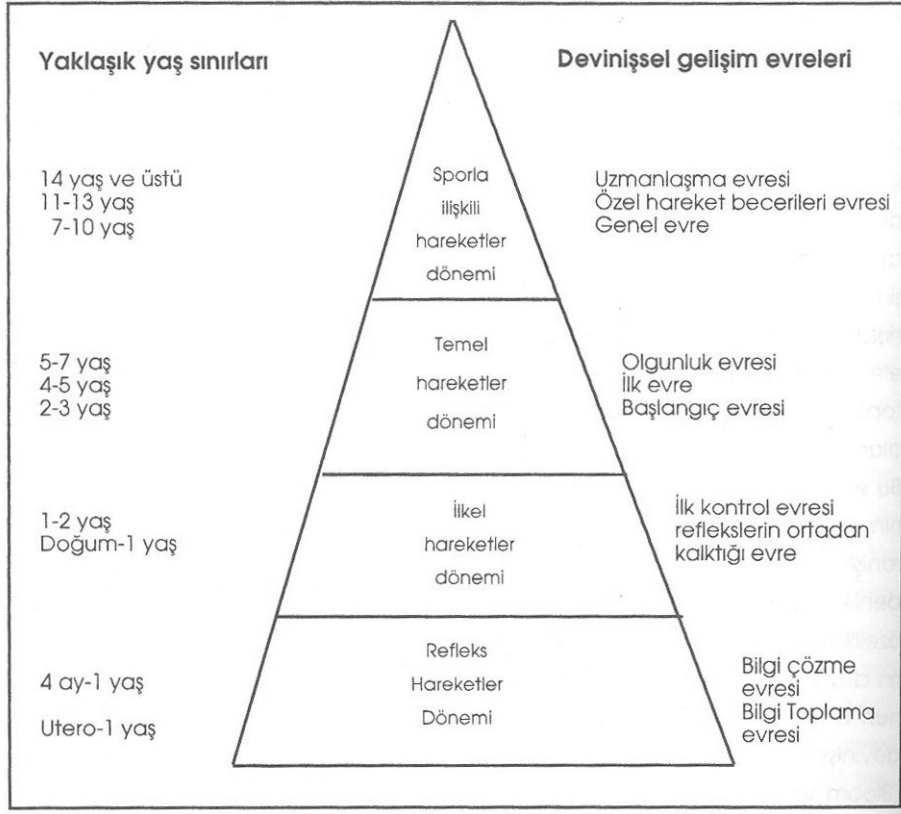 Yaklaşık yaş sınırları
Devinişsel gelişim evreleri
14 yaş ve üstü
11-13 yaş
7-10 yaş
Sporla
ilişkili
hareketler
dönemi
Uzmanlaşma evresi
Özel hareket becerileri evresi
Genel evre
5-7 yaş
4-5 yaş
2-3 yaş
Temel
hareketler
dönemi
Olgunluk evresi
İlk evre
Başlangıç evresi
1-2 yaş
Doğum-1 yaş
İlkel
hareketler
dönemi
İlk kontrol evresi
reflekslerin ortadan
kalktığı evre
4 ay-1 yaş
Utero-1 yaş
Refleks
Hareketler
Dönemi
Bilgi çözme
evresi
Bilgi Toplama
evresi